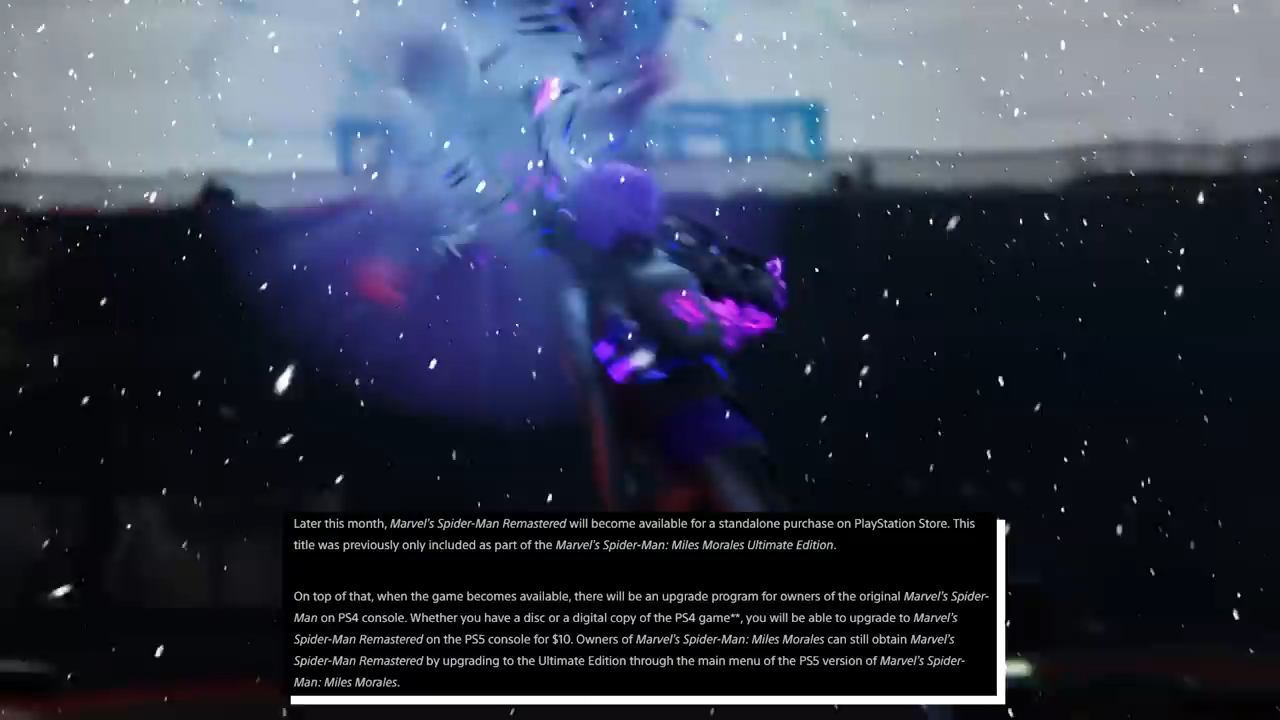 Later this month, Marvel's Spider-Man Remastered will become available for a standalone purchase on PlayStation Store. This
title was previously only included as part of the Marvel's Spider-Man: Miles Morales Ultimate Edition.
On top of that, when the game becomes available, there will be an upgrade program for owners of the original Marvel's Spider-
Man on PS4 console. Whether you have a disc or a digital copy of the PS4 game**, you will be able to upgrade to Marvel's
Spider-Man Remastered on the PS5 console for $10. Owners of Marvel's Spider-Man: Miles Morales can still obtain Marvel's
Spider-Man Remastered by upgrading to the Ultimate Edition through the main menu of the PS5 version of Marvel's Spider-
Man: Miles Morales.